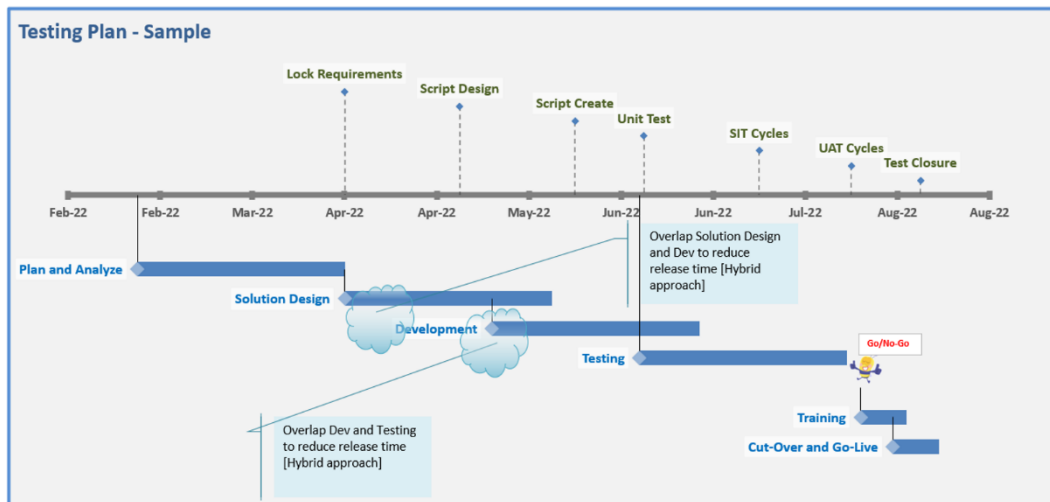 Testing Plan - Sample
Lock Requirements
Script Design
Script Create
Unit Test
SIT Cycles
UAT Cycles
Test Closure
Feb-22
Feb-22
Mar-22
Apr-22
Apr-22
May-22
Jun-22
Jun-22
Jul-22
Aug-22
Aug-22
Overlap Solution Design
and Dev to reduce
release time [Hybrid
approach]
Plan and Analyze
Solution Design
Development
Testing
Go/No-Go
Training
Cut-Over and Go-Live
Overlap Dev and Testing
to reduce release time
[Hybrid approach]